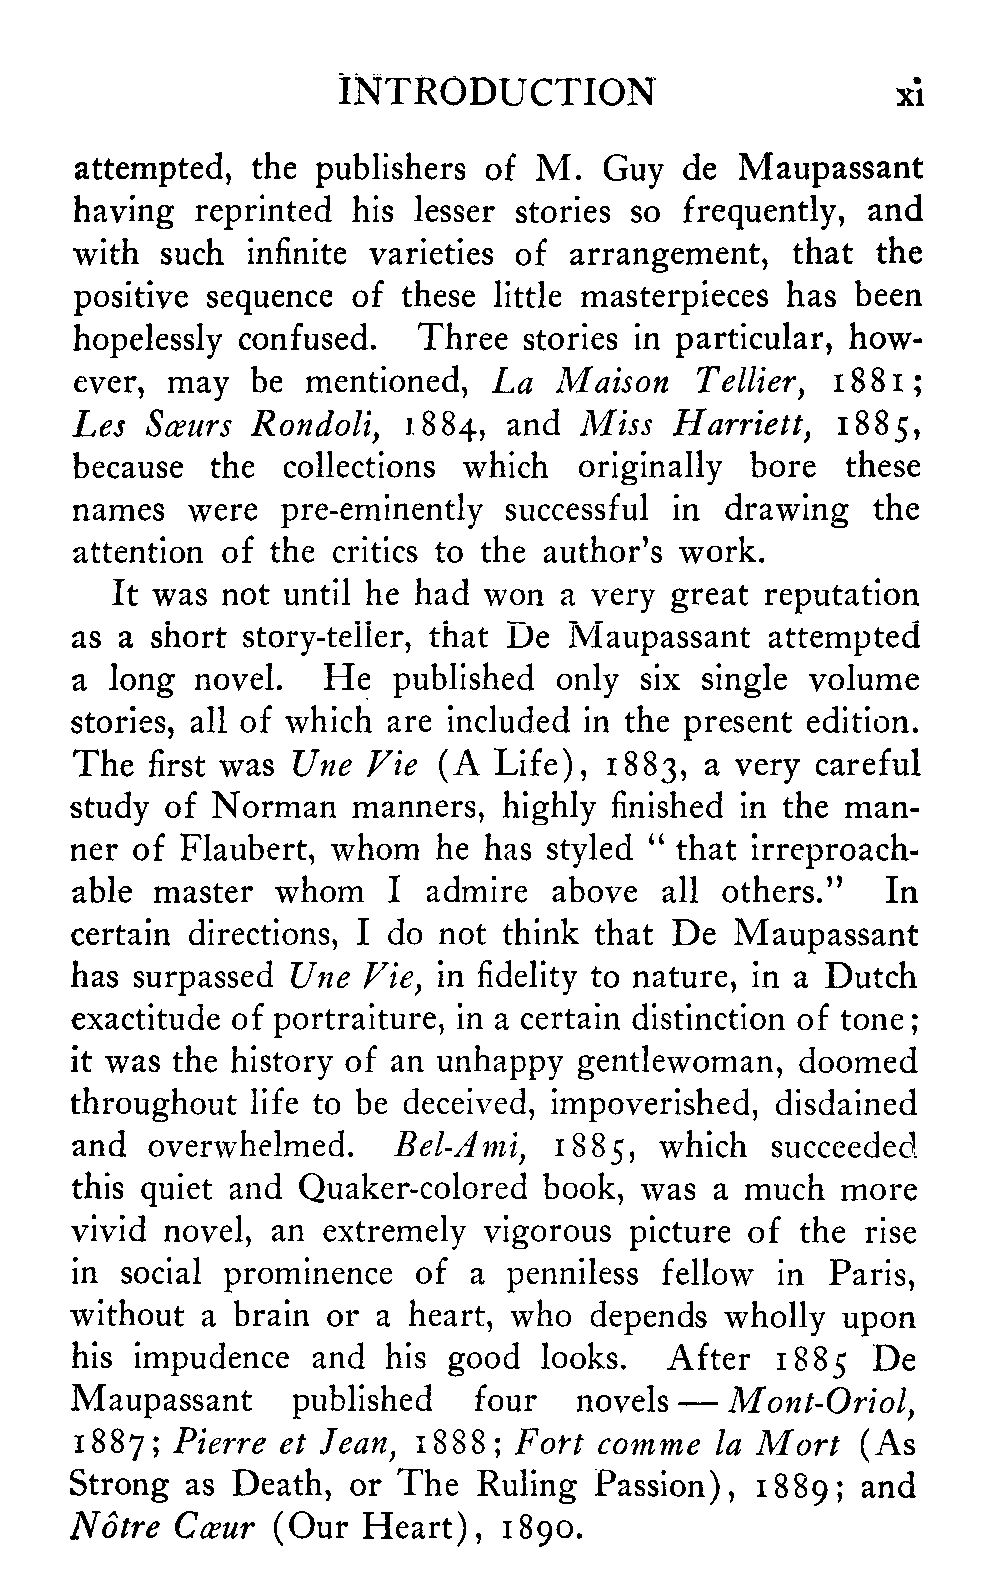 INTRODUCTION xi
attempted, the publishers of M. Guy de Maupassant
having reprinted his lesser stories so frequently, and
with such infinite varieties of arrangement, that the
positive sequence of these little masterpieces has been
hopelessly confused. Three stories in particular, how-
ever, may be mentioned, La Maison Tellier, 1881;
Les Sœurs Rondoli, 1884, and Miss Harriett, 1885,
because the collections which originally bore these
names were pre-eminently successful in drawing the
attention of the critics to the author's work.
It was not until he had won a very great reputation
as a short story-teller, that De Maupassant attempted
a long novel. He published only six single volume
stories, all of which are included in the present edition.
The first was Une Vie (A Life), 1883, a very careful
study of Norman manners, highly finished in the man-
ner of Flaubert, whom he has styled “ that irreproach-
able master whom I admire above all others.” In
certain directions, I do not think that De Maupassant
has surpassed Une Vie, in fidelity to nature, in a Dutch
exactitude of portraiture, in a certain distinction of tone;
it was the history of an unhappy gentlewoman, doomed
throughout life to be deceived, impoverished, disdained
and overwhelmed. Bel-Ami, 1885, which succeeded
this quiet and Quaker-colored book, was a much more
vivid novel, an extremely vigorous picture of the rise
in social prominence of a penniless fellow in Paris,
without a brain or a heart, who depends wholly upon
his impudence and his good looks. After 1885 De
Maupassant published four novels — Mont-Oriol,
1887; Pierre et Jean, 1888; Fort comme la Mort (As
Strong as Death, or The Ruling Passion), 1889; and
Nôtre Cœur (Our Heart), 1890.